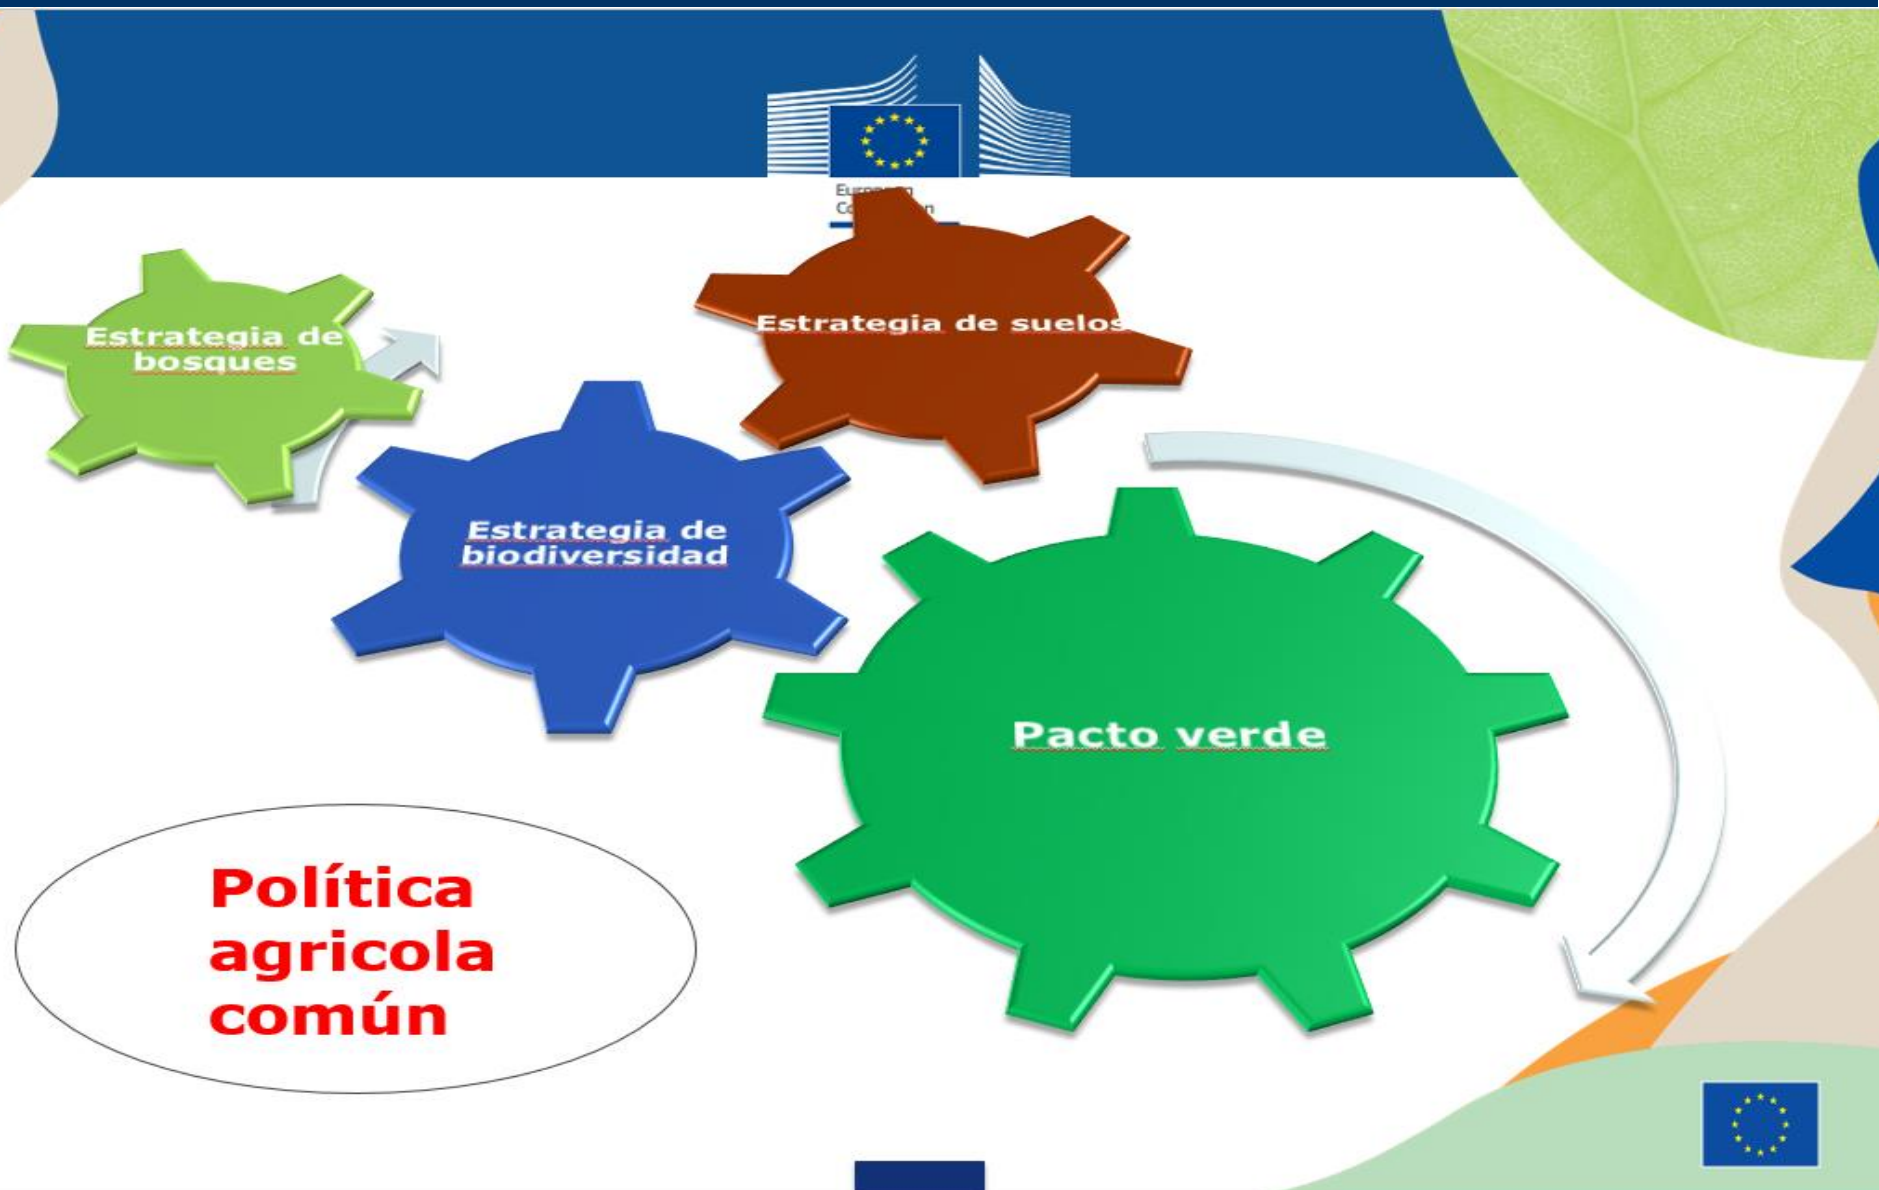 Estrategia de suelos
Estrategia de
bosques
Estrategia de
biodiversidad
Pacto verde
Política
agricola
común